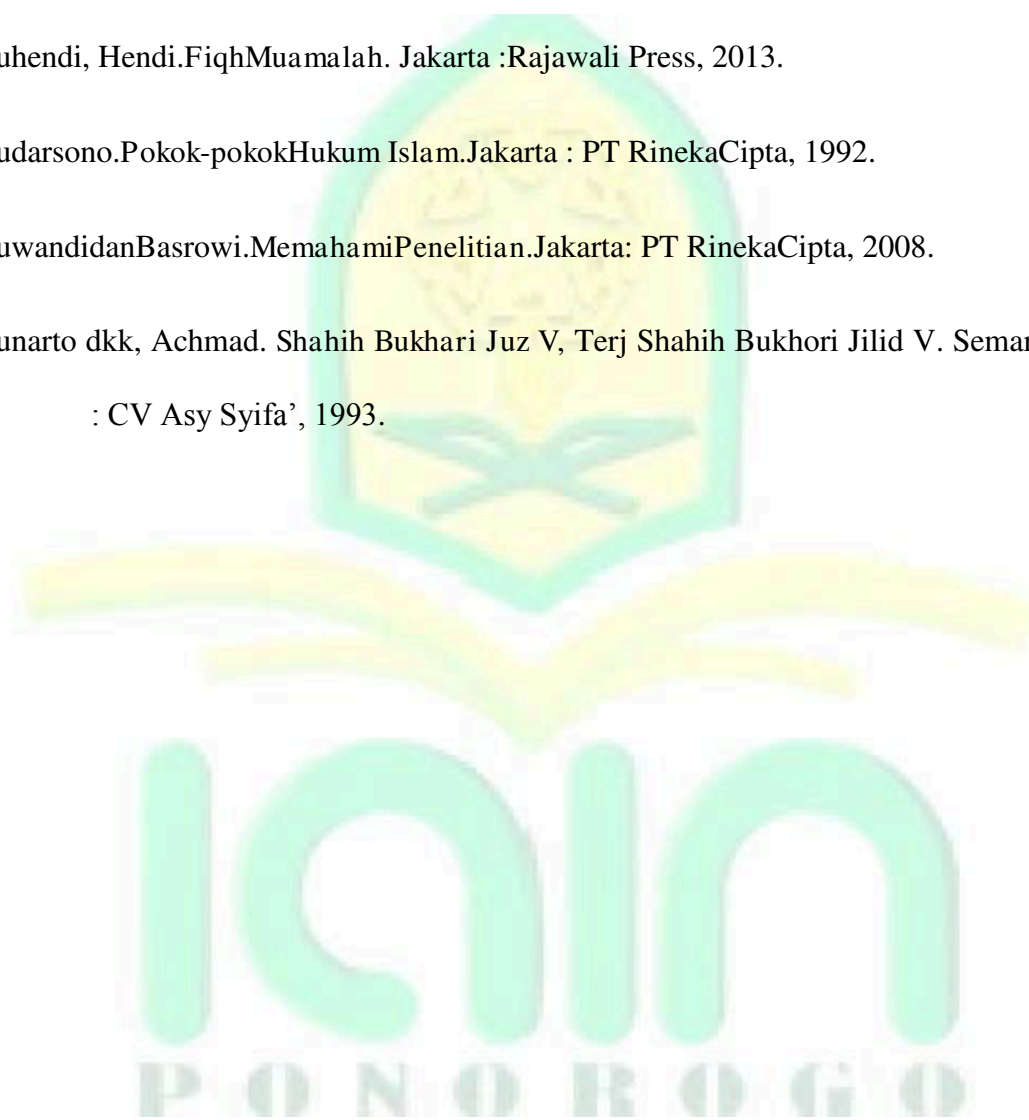 uhendi, Hendi.FiqhMuamalah. Jakarta :Rajawali Press, 2013.
udarsono.Pokok-pokokHukum Islam.Jakarta : PT RinekaCipta, 1992.
uwandidanBasrowi.MemahamiPenelitian.Jakarta: PT RinekaCipta, 2008.
unarto dkk, Achmad. Shahih Bukhari Juz V, Terj Shahih Bukhori Jilid V. Semar
: CV Asy Syifa’, 1993.
iain
PONOROGO